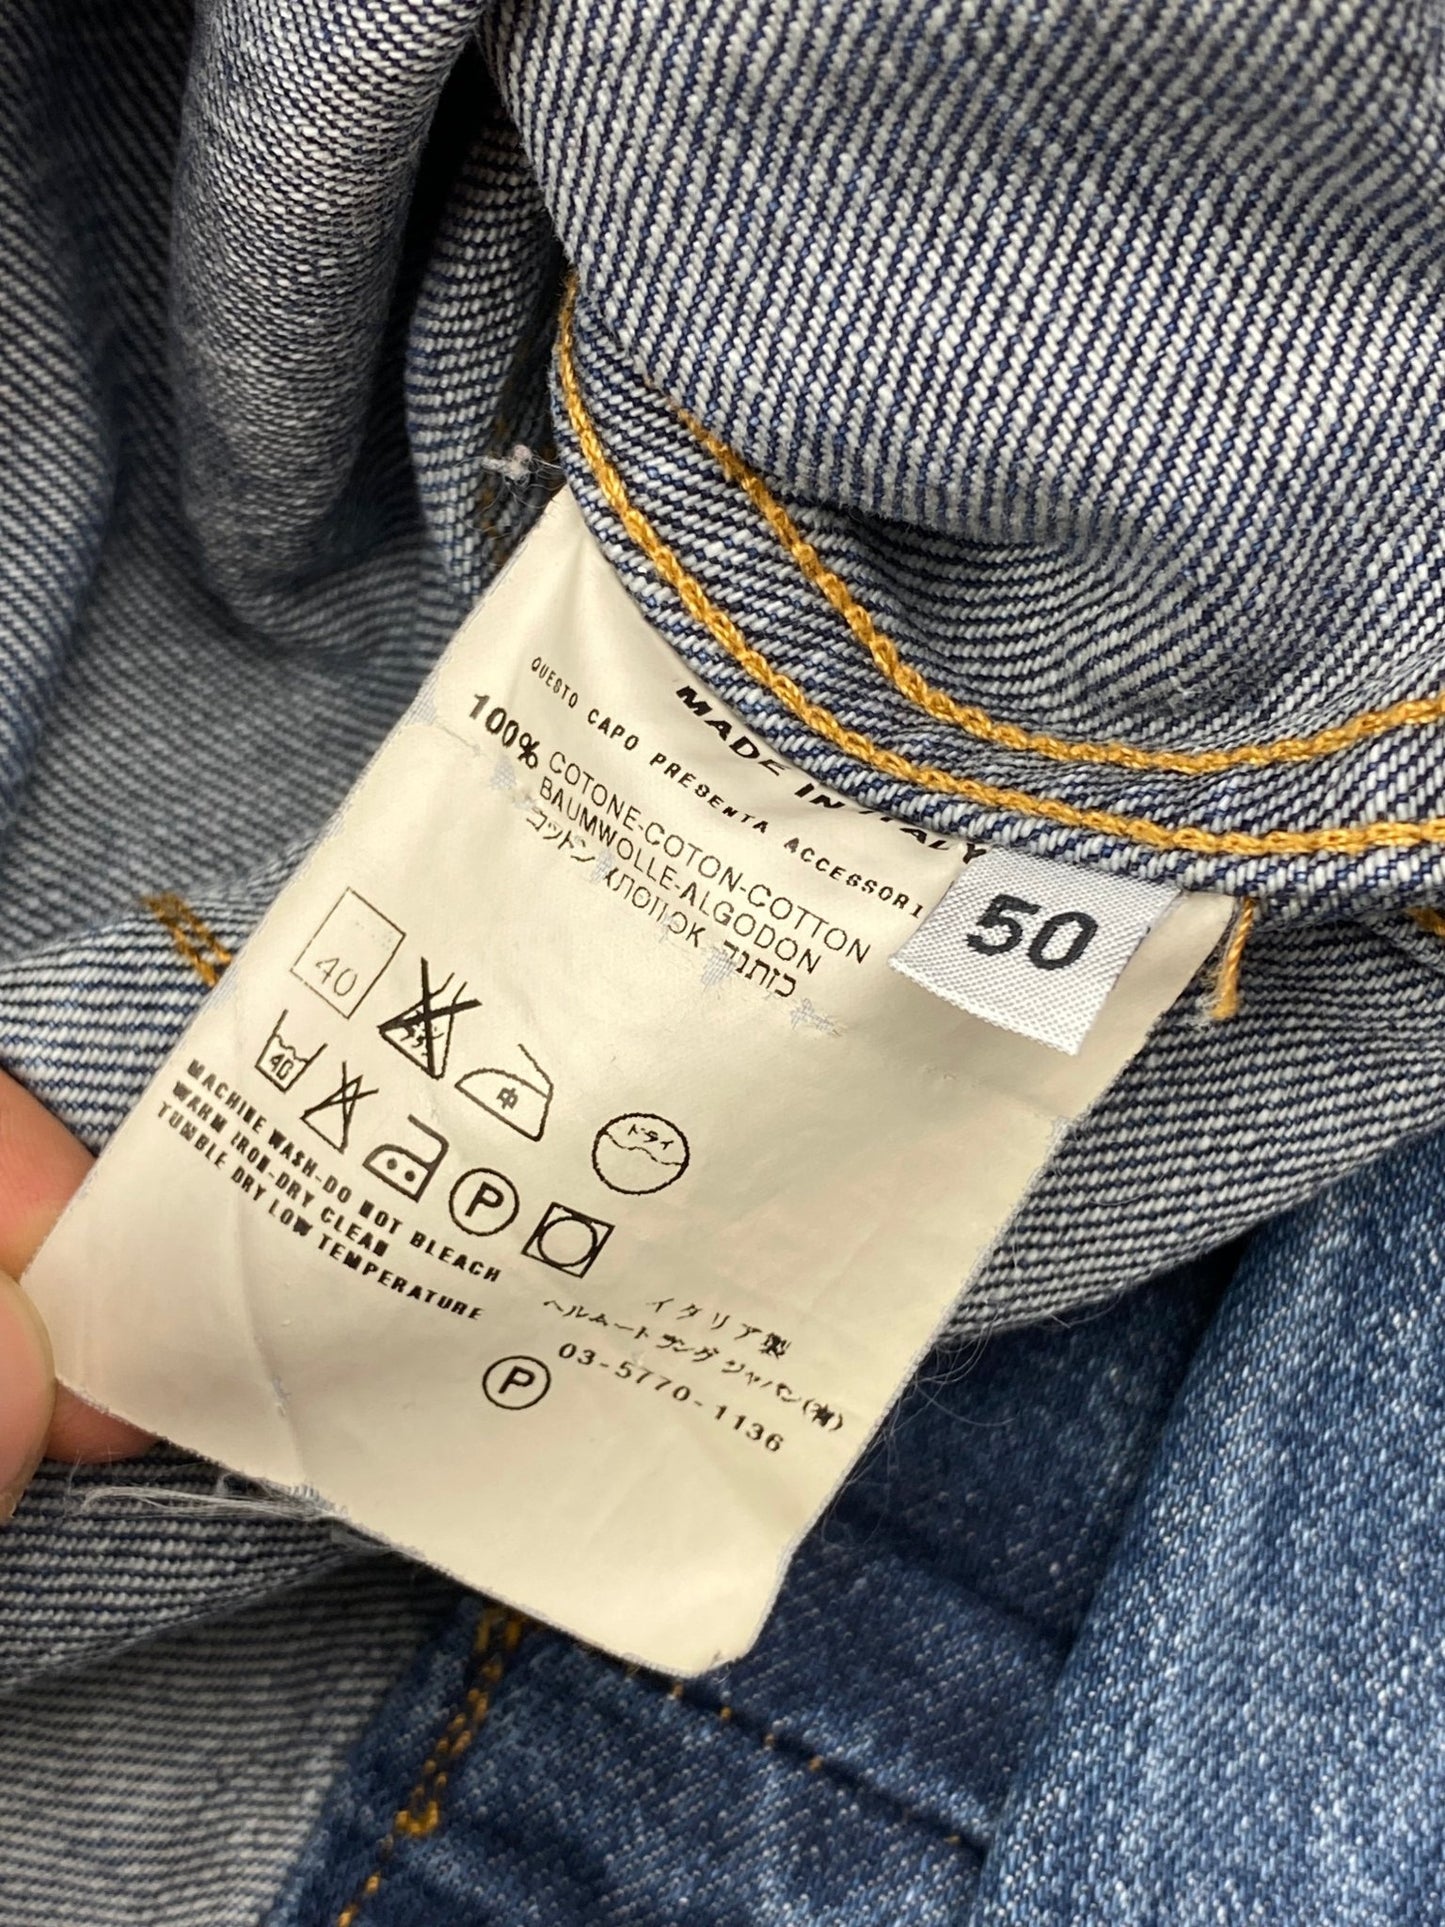 MADE IN ITALY
QUESTO CAPO PRESENTA ACCESSORI
100% COTONE-COTON-COTTON
BAUMWOLLE-ALGODON
コットン ХЛОПОК כותנה
50
40
中
ドライ
40
P
MACHINE WASH-DO NOT BLEACH
WARM IRON-DRY CLEAN
TUMBLE DRY LOW TEMPERATURE
イタリア製
ヘルムート ラング ジャパン(有)
03-5770-1136
P